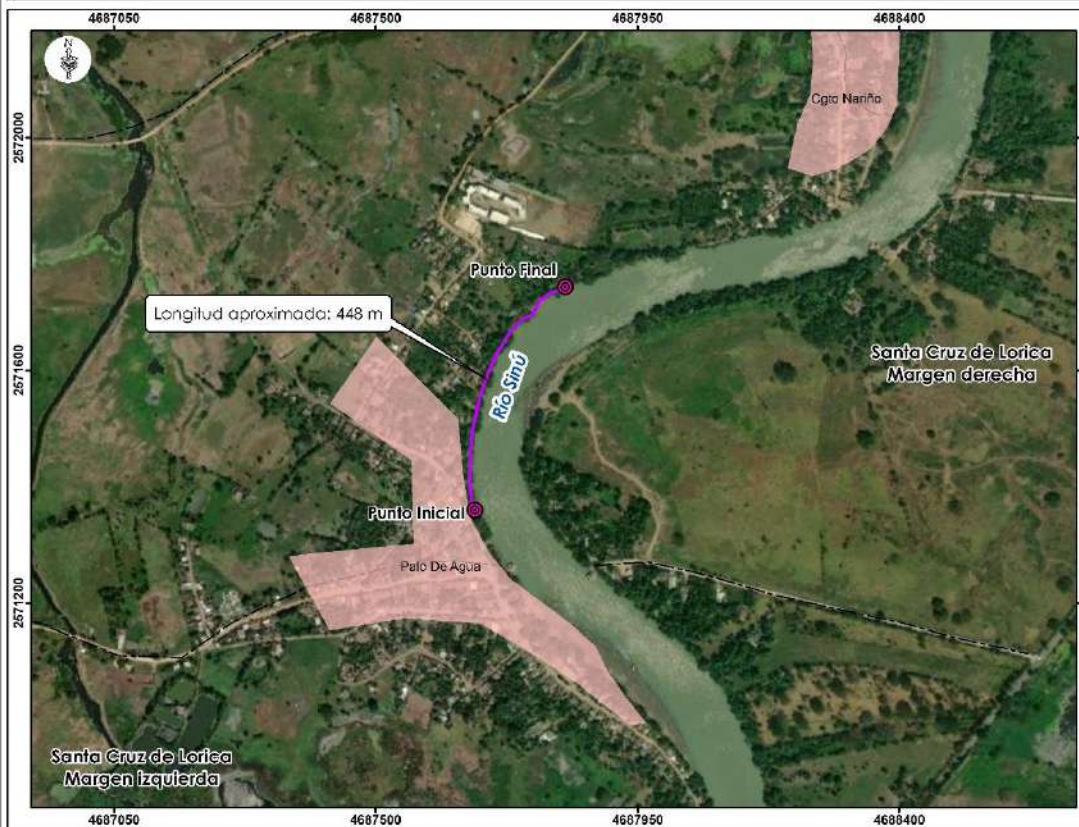 4687050 4687500 4687950 4688400
N
Cgto Nariño
2572000
Punto Final
Longitud aproximada: 448 m
2571600
Río Sinú
Santa Cruz de Lorica
Margen derecha
Punto Inicial
Palo De Agua
2571200
Santa Cruz de Lorica
Margen izquierda
4687050 4687500 4687950 4688400